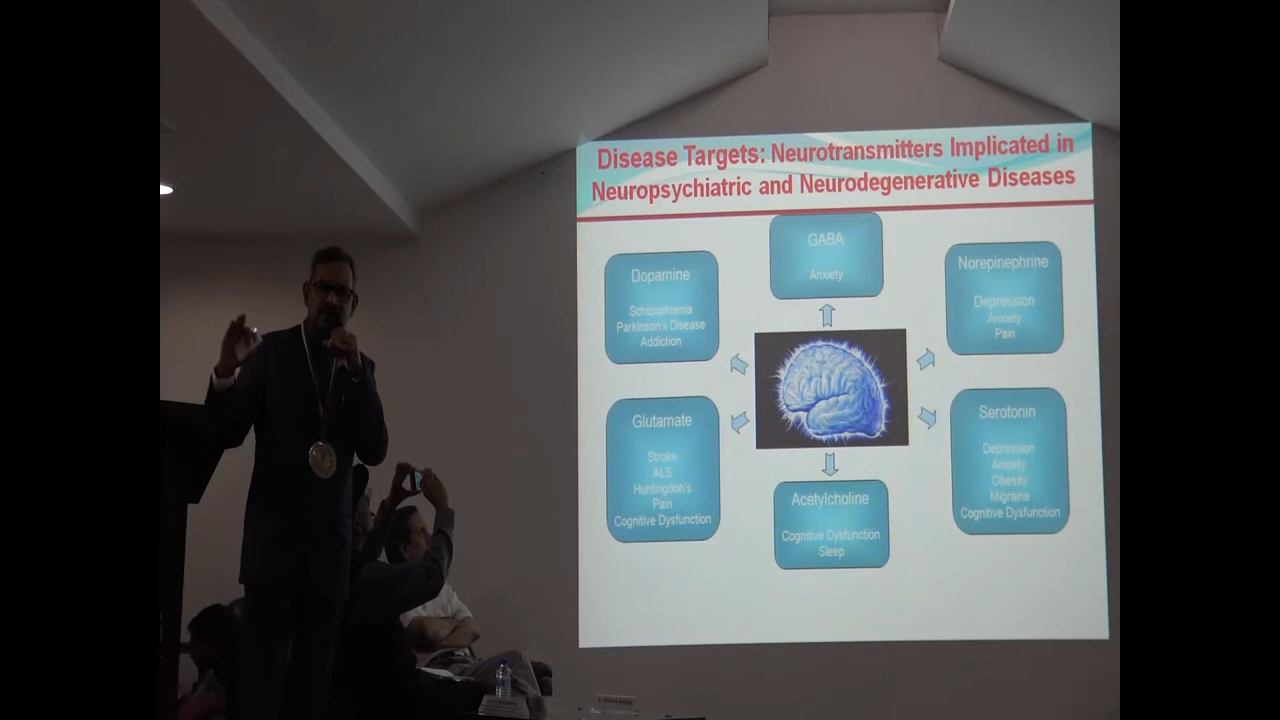 Disease Targets: Neurotransmitters Implicated in
Neuropsychiatric and Neurodegenerative Diseases
GABA
Anxiety
Dopamine
Schizophrenia
Parkinson's Disease
Addiction
Norepinephrine
Depression
Anxiety
Pain
Glutamate
Stroke
ALS
Huntingdon's
Pain
Cognitive Dysfunction
Serotonin
Depression
Anxiety
Obesity
Migraine
Cognitive Dysfunction
Acetylcholine
Cognitive Dysfunction
Sleep